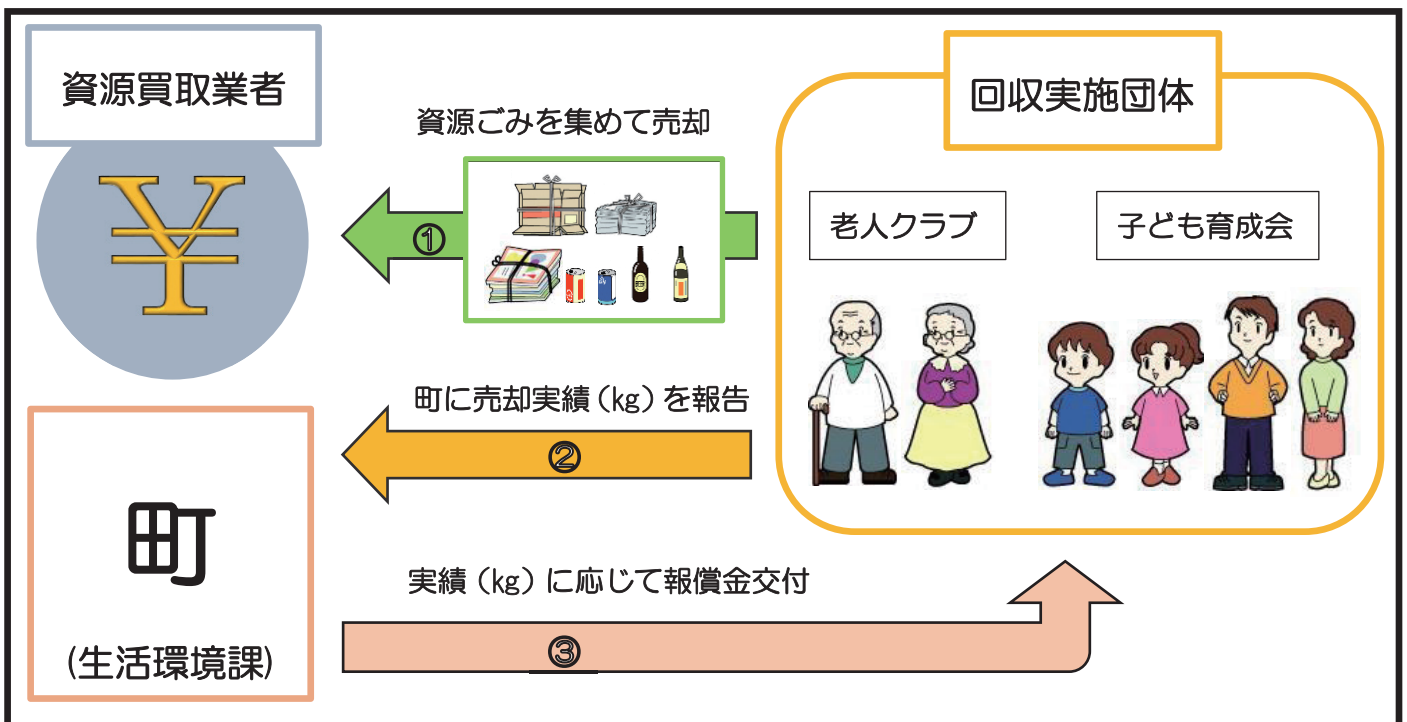 資源買取業者
回収実施団体
資源ごみを集めて売却
①
老人クラブ
子ども育成会
町に売却実績(kg)を報告
②
町
(生活環境課)
実績(kg)に応じて報償金交付
③